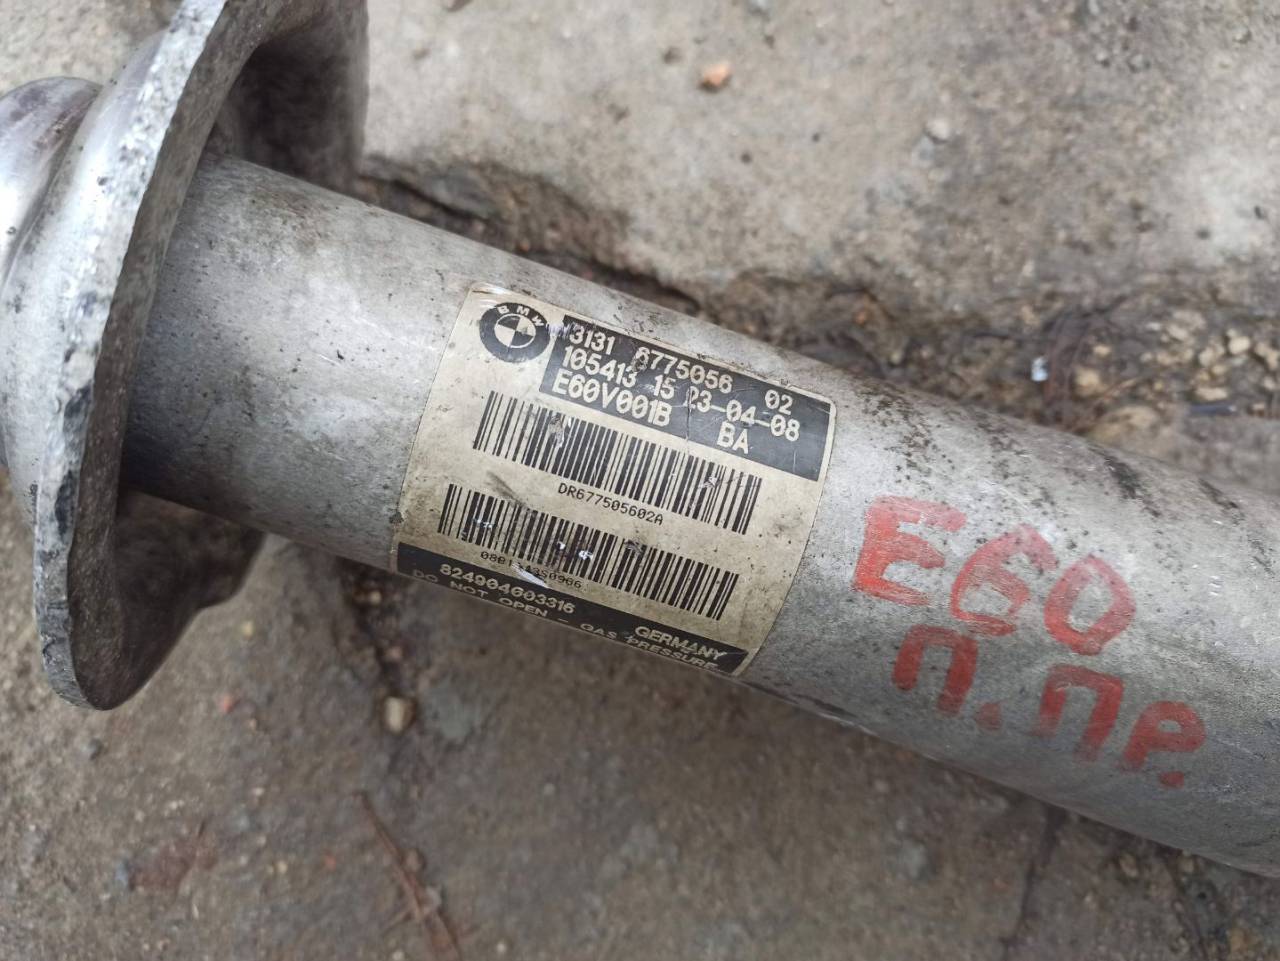 BMW
3131 6775056 02
105413 15 23-04-08
E60V001B BA
DR677505602A
824904603316 GERMANY
DO NOT OPEN - GAS PRESSURE
E60
П.ПР.